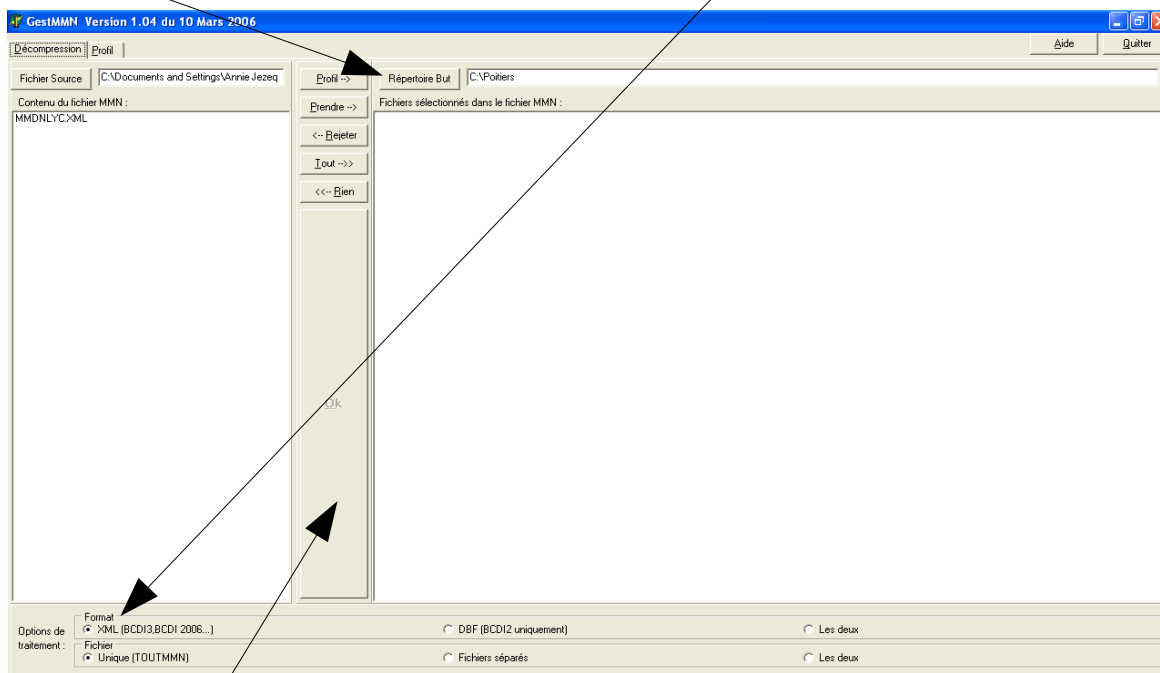 GestMMN Version 1.04 du 10 Mars 2006
Décompression Profil Aide Quitter
Fichier Source C:\Documents and Settings\Annie Jezeq Profil --> Répertoire But C:\Poitiers
Contenu du fichier MMN : Prendre --> Fichiers sélectionnés dans le fichier MMN :
MMDNLYC.XML
<-- Rejeter
Tout -->>
<<-- Rien
Ok
Format
Options de traitement : XML (BCDI3,BCDI 2006...) DBF (BCDI2 uniquement) Les deux
Fichier
Unique (TOUTMMN) Fichiers séparés Les deux